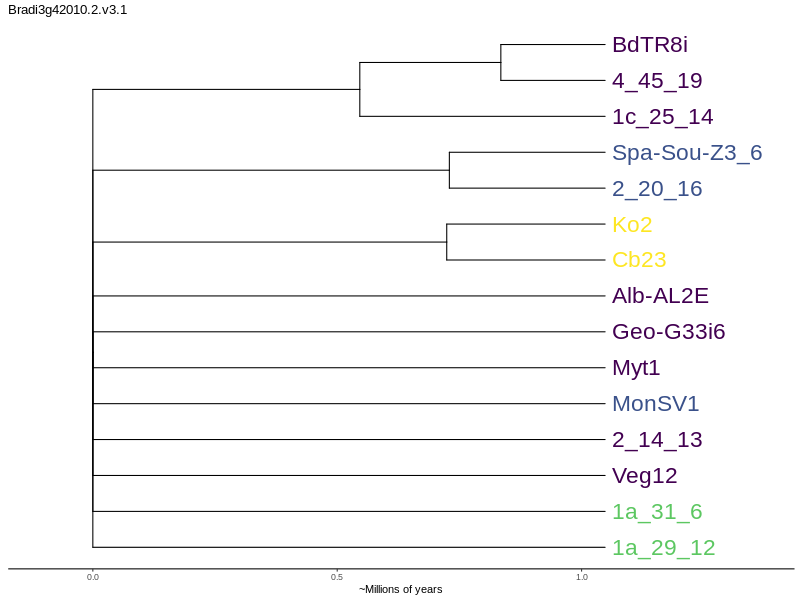 Bradi3g42010.2.v3.1
BdTR8i
4_45_19
1c_25_14
Spa-Sou-Z3_6
2_20_16
Ko2
Cb23
Alb-AL2E
Geo-G33i6
Myt1
MonSV1
2_14_13
Veg12
1a_31_6
1a_29_12
0.0 0.5 1.0
~Millions of years